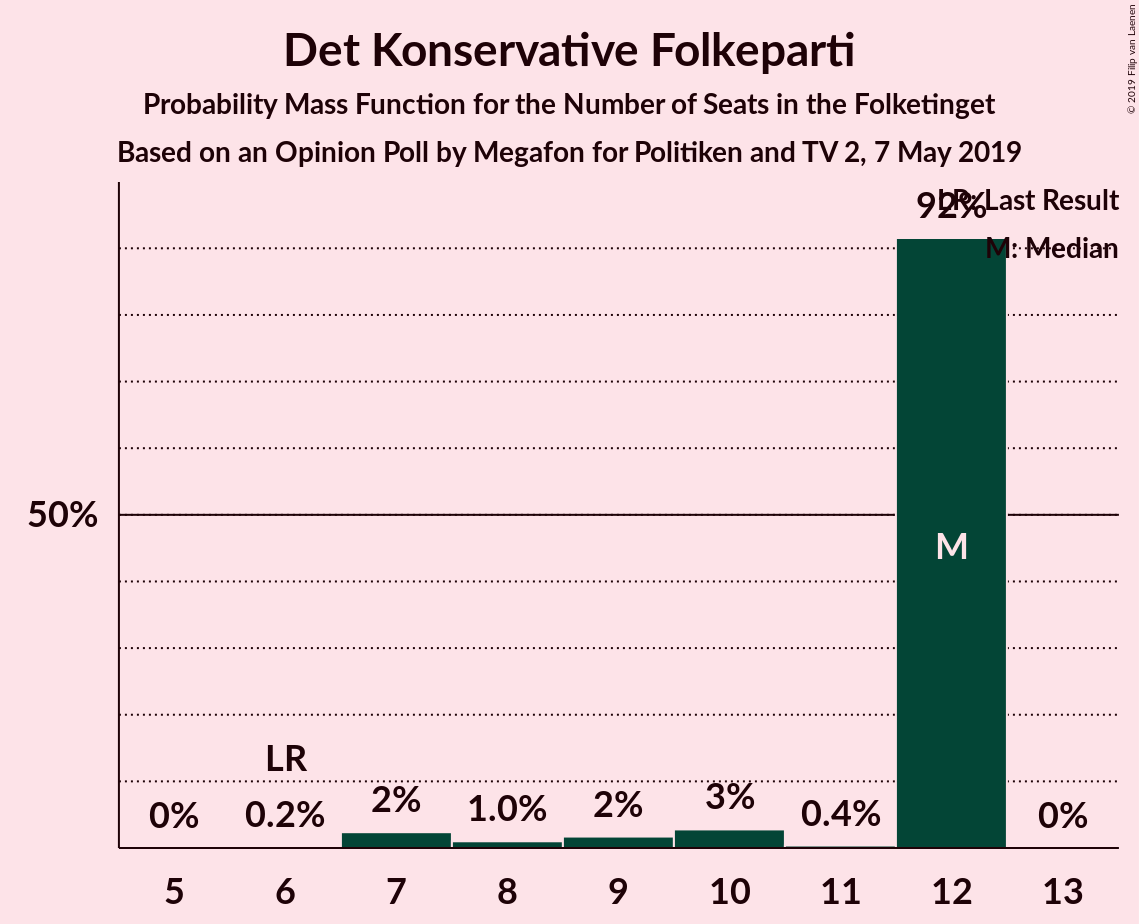 Det Konservative Folkeparti
Probability Mass Function for the Number of Seats in the Folketinget
Based on an Opinion Poll by Megafon for Politiken and TV 2, 7 May 2019
© 2019 Filip van Laenen
LR: Last Result
M: Median
92%
50%
M
LR
0%
0.2%
2%
1.0%
2%
3%
0.4%
0%
5
6
7
8
9
10
11
12
13